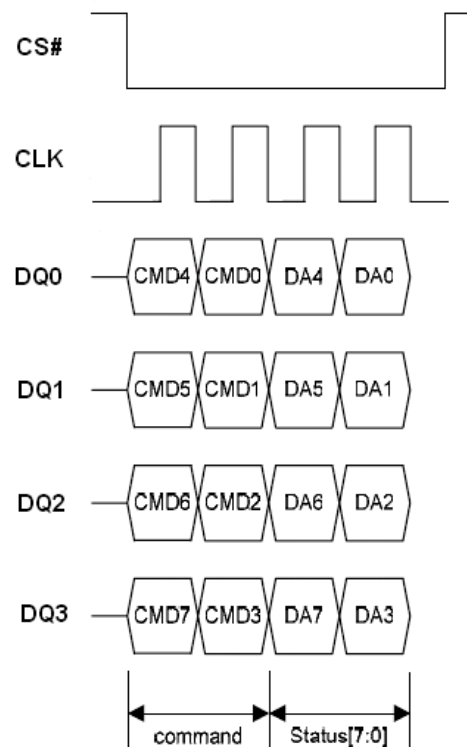 CS#
CLK
DQ0 CMD4 CMD0 DA4 DA0
DQ1 CMD5 CMD1 DA5 DA1
DQ2 CMD6 CMD2 DA6 DA2
DQ3 CMD7 CMD3 DA7 DA3
command Status[7:0]